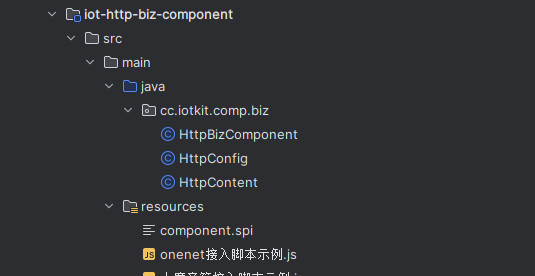 iot-http-biz-component
src
main
java
cc.iotkit.comp.biz
HttpBizComponent
HttpConfig
HttpContent
resources
component.spi
JS onenet接入脚本示例.js